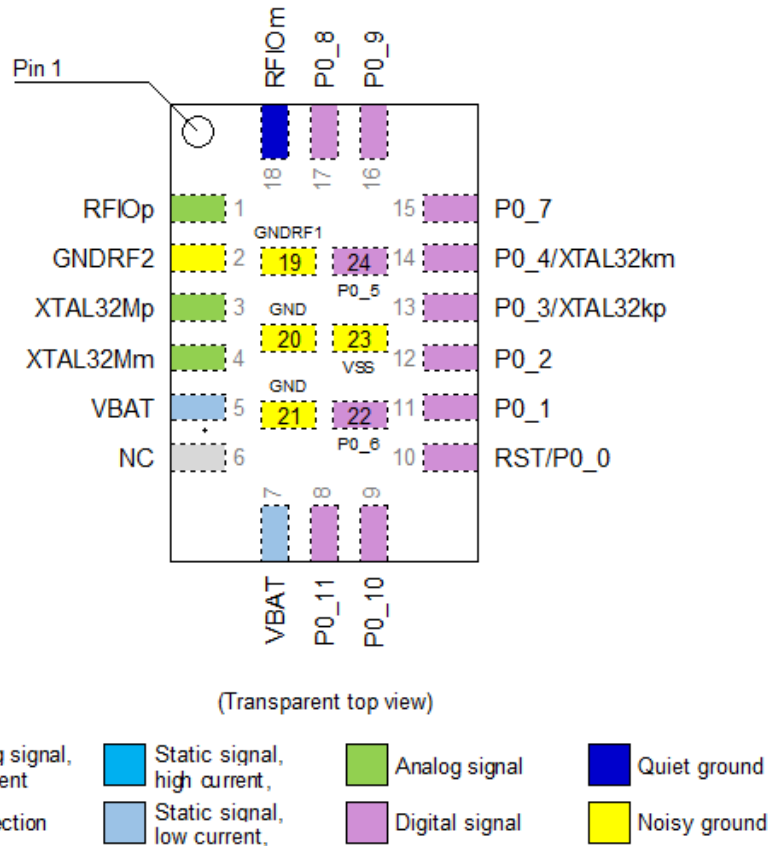 RFIOm
P0_8
P0_9
Pin 1
18
17
16
RFIOp 1
15 P0_7
GNDRF1
GNDRF2 2
19
24
14 P0_4/XTAL32km
P0_5
XTAL32Mp 3
GND
13 P0_3/XTAL32kp
20
23
XTAL32Mm 4
VSS
12 P0_2
GND
VBAT 5
21
22
11 P0_1
P0_6
NC 6
10 RST/P0_0
7
8
9
VBAT
P0_11
P0_10
(Transparent top view)
g signal,
ent
Static signal,
high current,
Analog signal
Quiet ground
ection
Static signal,
low current,
Digital signal
Noisy ground